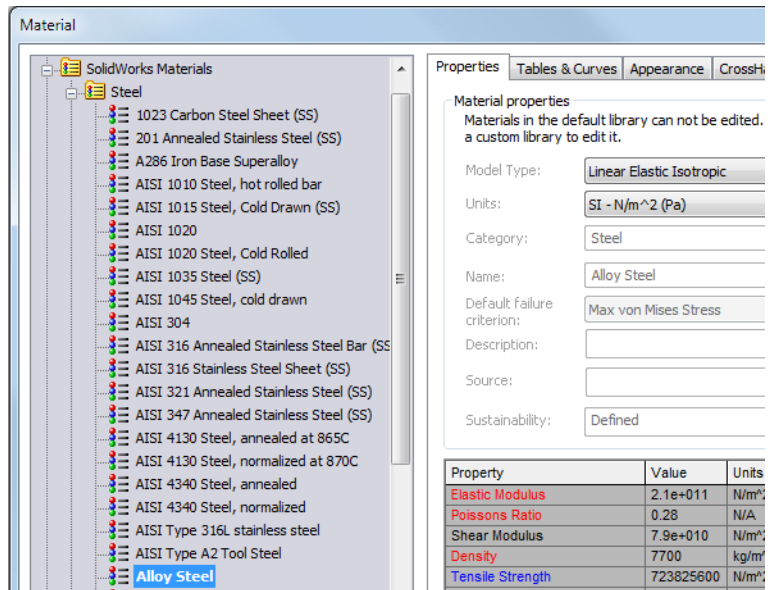 Material
SolidWorks Materials
Steel
1023 Carbon Steel Sheet (SS)
201 Annealed Stainless Steel (SS)
A286 Iron Base Superalloy
AISI 1010 Steel, hot rolled bar
AISI 1015 Steel, Cold Drawn (SS)
AISI 1020
AISI 1020 Steel, Cold Rolled
AISI 1035 Steel (SS)
AISI 1045 Steel, cold drawn
AISI 304
AISI 316 Annealed Stainless Steel Bar (SS
AISI 316 Stainless Steel Sheet (SS)
AISI 321 Annealed Stainless Steel (SS)
AISI 347 Annealed Stainless Steel (SS)
AISI 4130 Steel, annealed at 865C
AISI 4130 Steel, normalized at 870C
AISI 4340 Steel, annealed
AISI 4340 Steel, normalized
AISI Type 316L stainless steel
AISI Type A2 Tool Steel
Alloy Steel
Properties Tables & Curves Appearance CrossHa
Material properties
Materials in the default library can not be edited.
a custom library to edit it.
Model Type: Linear Elastic Isotropic
Units: SI - N/m^2 (Pa)
Category: Steel
Name: Alloy Steel
Default failure
criterion: Max von Mises Stress
Description:
Source:
Sustainability: Defined
Property Value Units
Elastic Modulus 2.1e+011 N/m^2
Poissons Ratio 0.28 N/A
Shear Modulus 7.9e+010 N/m^2
Density 7700 kg/m^
Tensile Strength 723825600 N/m^2